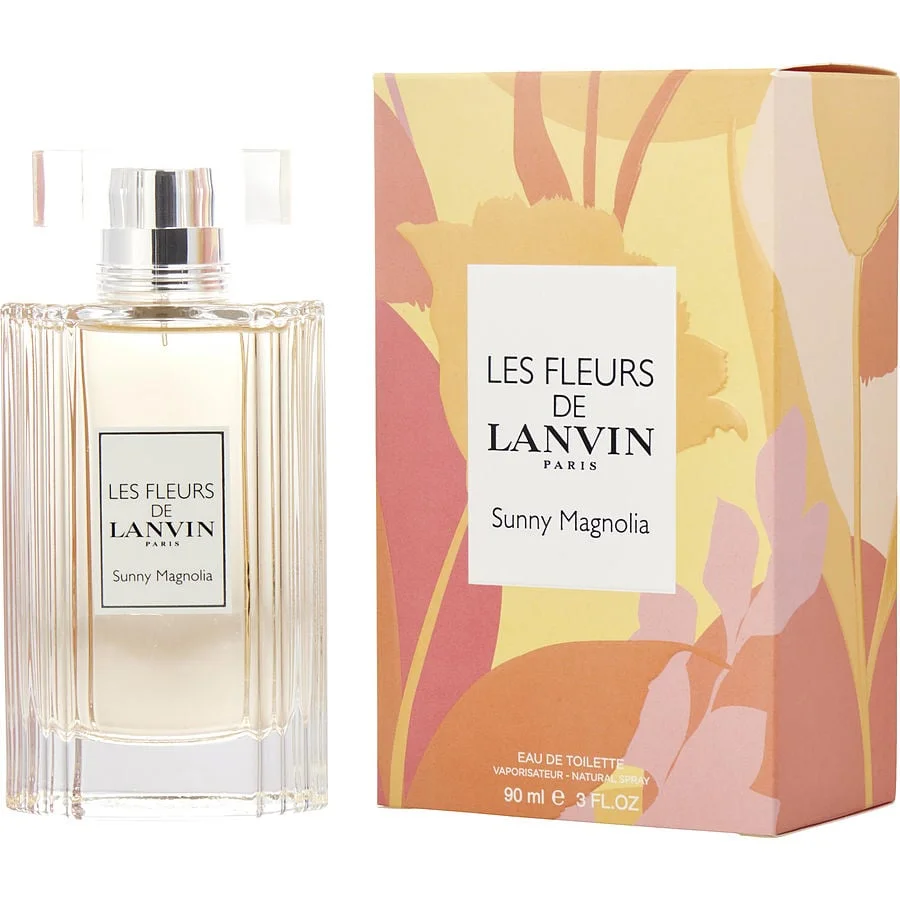 LES FLEURS
DE
LANVIN
PARIS
Sunny Magnolia
LES FLEURS
DE
LANVIN
PARIS
Sunny Magnolia
EAU DE TOILETTE
VAPORISATEUR - NATURAL SPRAY
90 ml e 3 FL.OZ